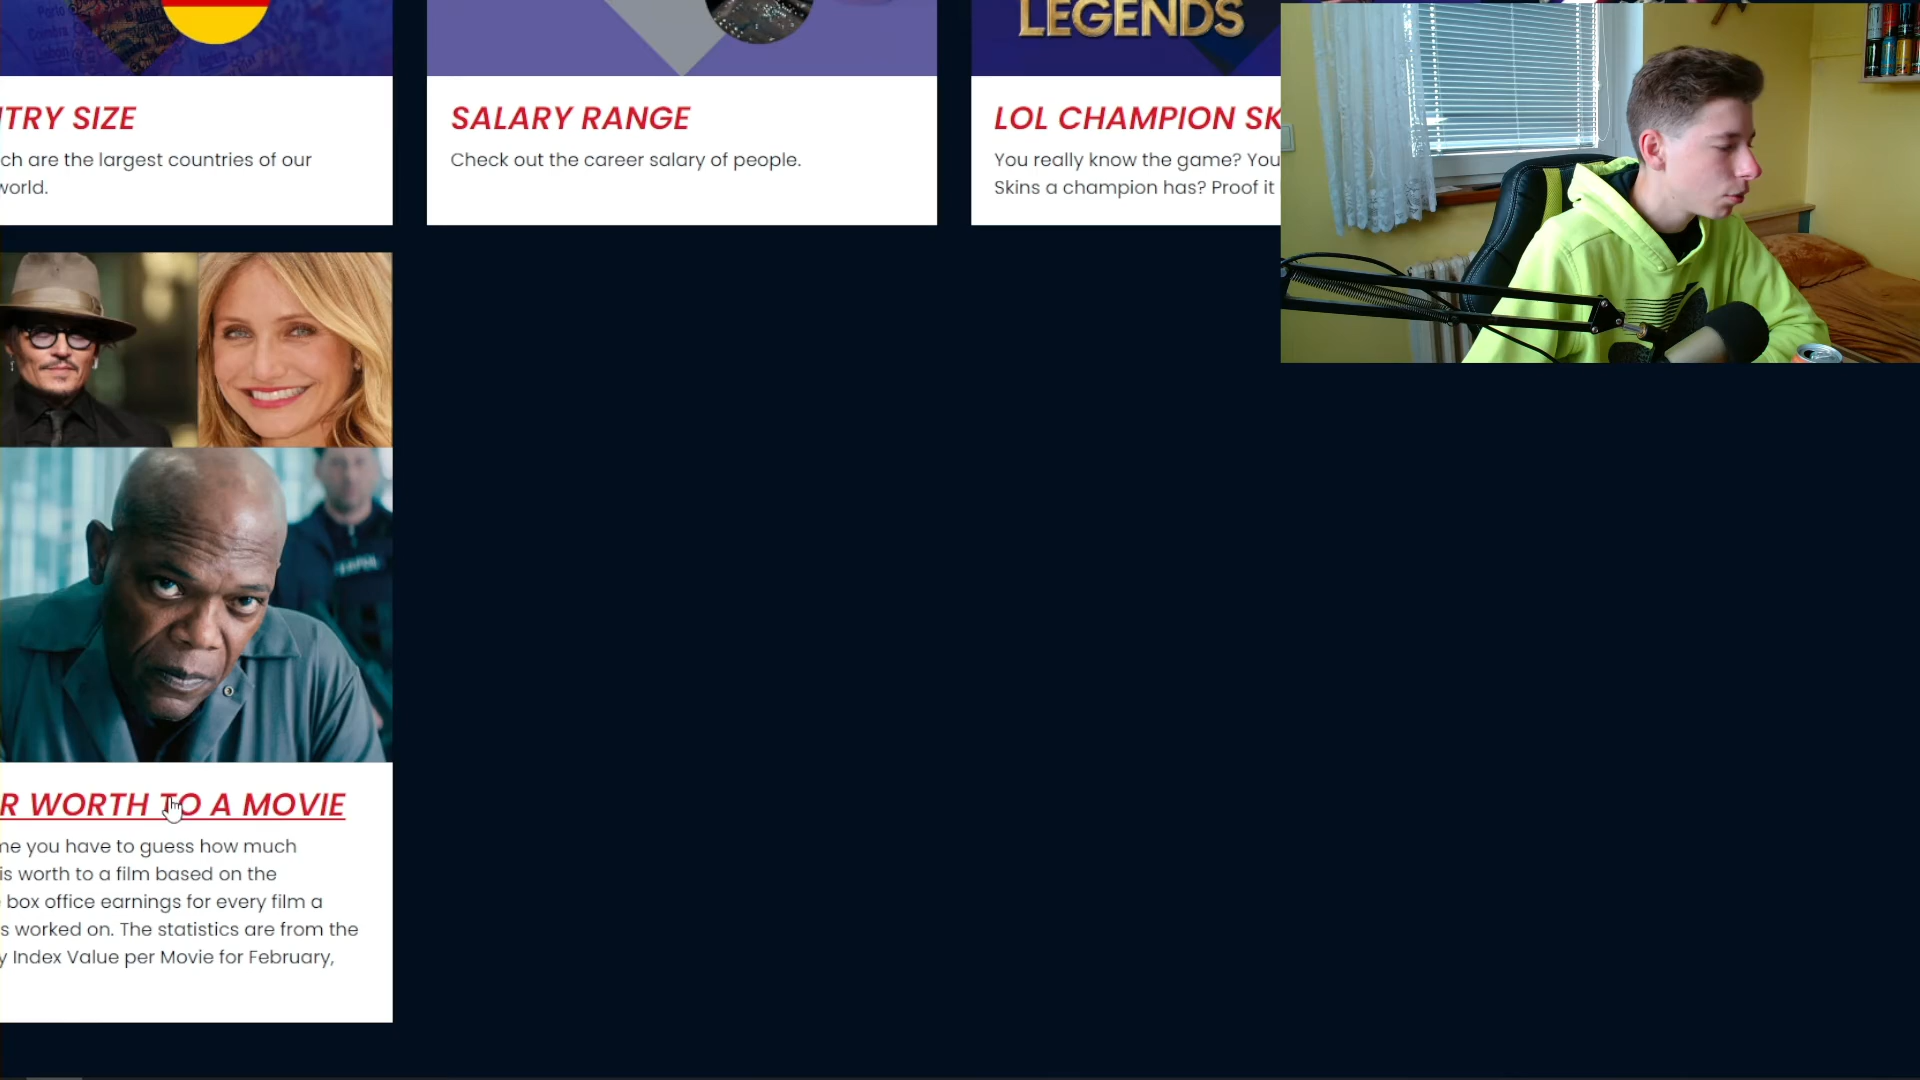 LEGENDS
TRY SIZE
ch are the largest countries of our
world.
SALARY RANGE
Check out the career salary of people.
LOL CHAMPION SK
You really know the game? You
Skins a champion has? Proof it
R WORTH TO A MOVIE
me you have to guess how much
is worth to a film based on the
box office earnings for every film a
s worked on. The statistics are from the
y Index Value per Movie for February,